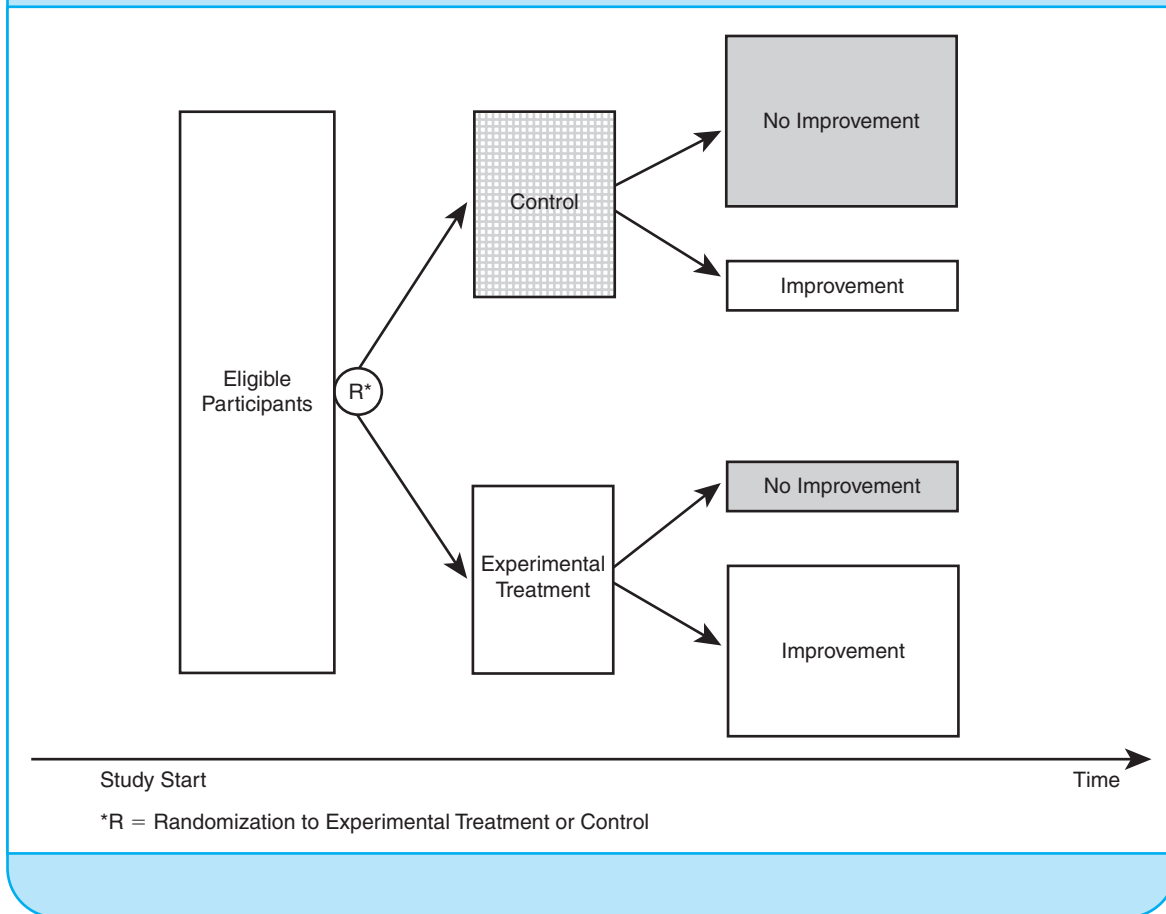 No Improvement
Control
Improvement
Eligible
Participants
R*
No Improvement
Experimental
Treatment
Improvement
Study Start
Time
*R = Randomization to Experimental Treatment or Control